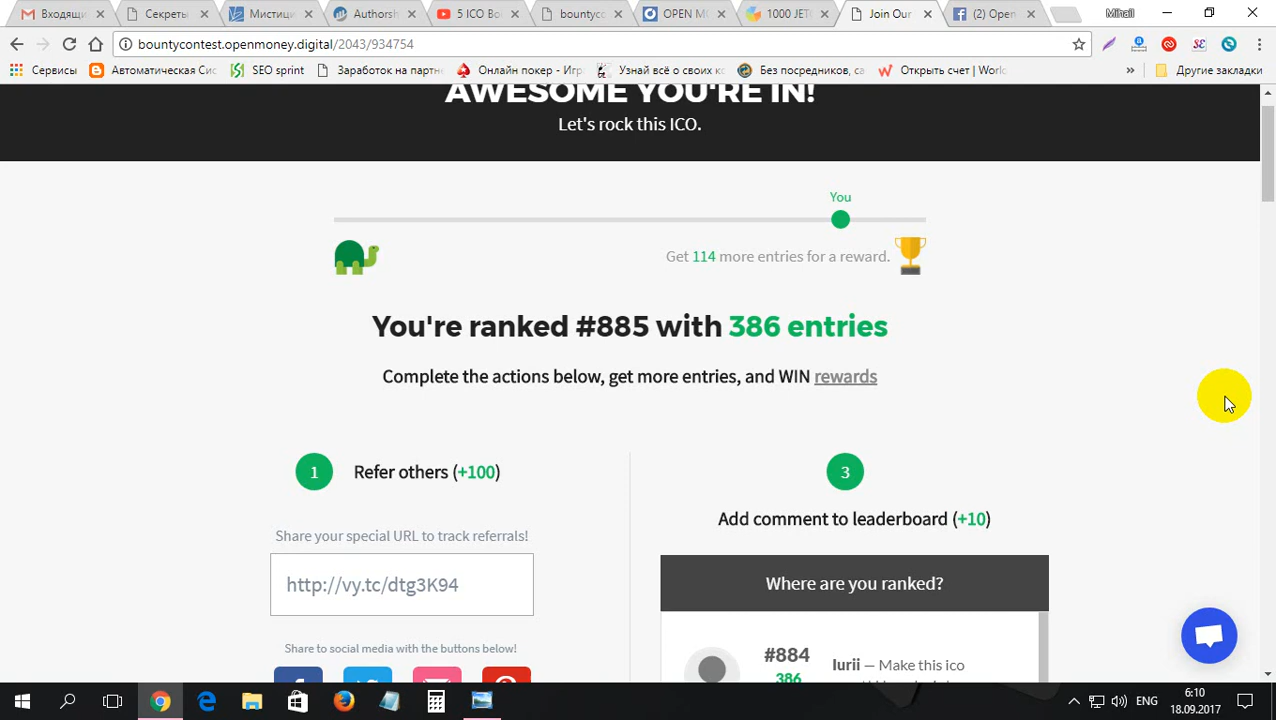 Входящи
Секреты
Мистици
Authorsh
5 ICO Bo
bountyco
OPEN MO
1000 JET
Join Our
(2) Open
Mihail
bountycontest.openmoney.digital/2043/934754
Сервисы
Автоматическая Сис
SEO sprint
Заработок на партн
Онлайн покер - Игр
Узнай всё о своих к
Без посредников, са
Открыть счет | World
»
Другие закладки
AWESOME YOU'RE IN!
Let's rock this ICO.
You
Get 114 more entries for a reward.
You're ranked #885 with 386 entries
Complete the actions below, get more entries, and WIN rewards
1 Refer others (+100)
Share your special URL to track referrals!
http://vy.tc/dtg3K94
Share to social media with the buttons below!
3
Add comment to leaderboard (+10)
Where are you ranked?
#884
386
Iurii — Make this ico
ENG
6:10
18.09.2017